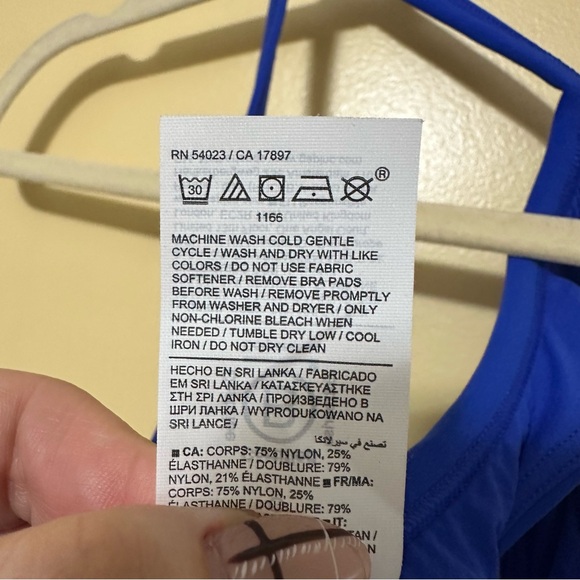 RN 54023 / CA 17897
30
®
1166
MACHINE WASH COLD GENTLE
CYCLE / WASH AND DRY WITH LIKE
COLORS / DO NOT USE FABRIC
SOFTENER / REMOVE BRA PADS
BEFORE WASH / REMOVE PROMPTLY
FROM WASHER AND DRYER / ONLY
NON-CHLORINE BLEACH WHEN
NEEDED / TUMBLE DRY LOW / COOL
IRON / DO NOT DRY CLEAN
HECHO EN SRI LANKA / FABRICADO
EM SRI LANKA / ΚΑΤΑΣΚΕΥΑΣΤΗΚΕ
ΣΤΗ ΣΡΙ ΛΑΝΚΑ / ПРОИЗВЕДЕНО В
ШРИ ЛАНКА / WYPRODUKOWANO NA
SRI LANCE /
تصنع في سيرلانكا
■ CA: CORPS: 75% NYLON, 25%
ÉLASTHANNE / DOUBLURE: 79%
NYLON, 21% ÉLASTHANNE ■ FR/MA:
CORPS: 75% NYLON, 25%
ÉLASTHANNE / DOUBLURE: 79%
IT: